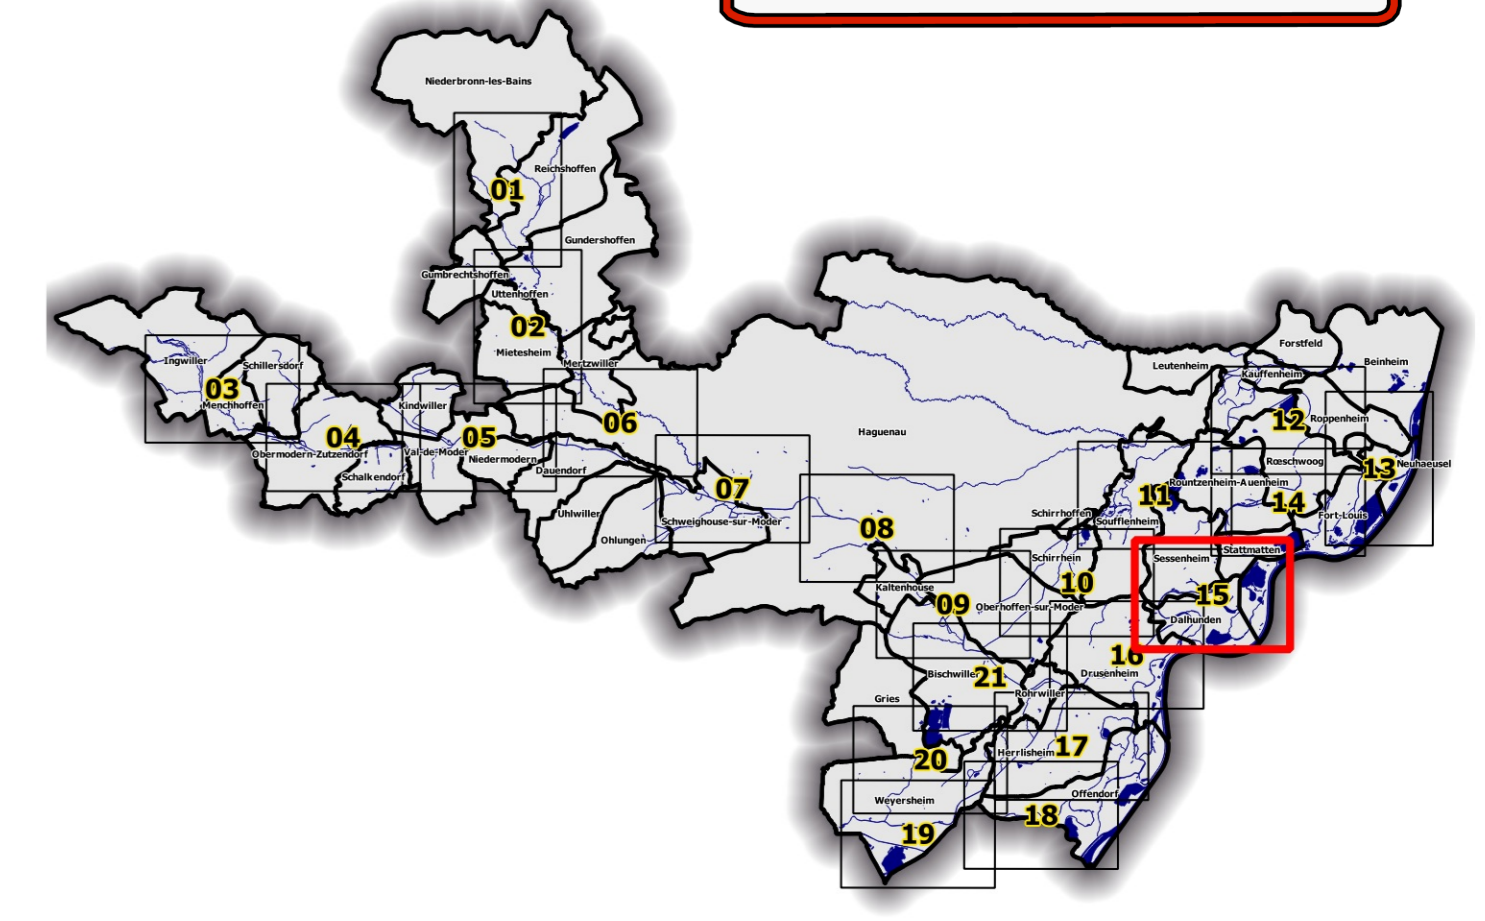 Niederbronn-les-Bains
Reichshoffen
01
Gundershoffen
Gumbrechtshoffen
Uttenhoffen
02
Mietesheim
Mertzwiller
Forstfeld
Beinheim
Leutenheim
Kauffenheim
Ingwiller
Schillersdorf
03
Menchhoffen
Kindwiller
06
12
Roppenheim
Haguenau
04
05
Obermodern-Zutzendorf
Val-de-Moder
Niedermodern
Schalkendorf
Dauendorf
Rœschwoog
13
Neuhaeusel
Rountzenheim-Auenheim
07
11
14
Uhlwiller
Schweighouse-sur-Moder
Schirrhoffen
Soufflenheim
Fort-Louis
08
Ohlungen
Stattmatten
Schirrhein
Sessenheim
Kaltenhouse
10
15
09
Oberhoffen-sur-Moder
Dalhunden
16
Bischwiller
21
Drusenheim
Gries
Rohrwiller
17
Herrlisheim
20
Offendorf
Weyersheim
18
19